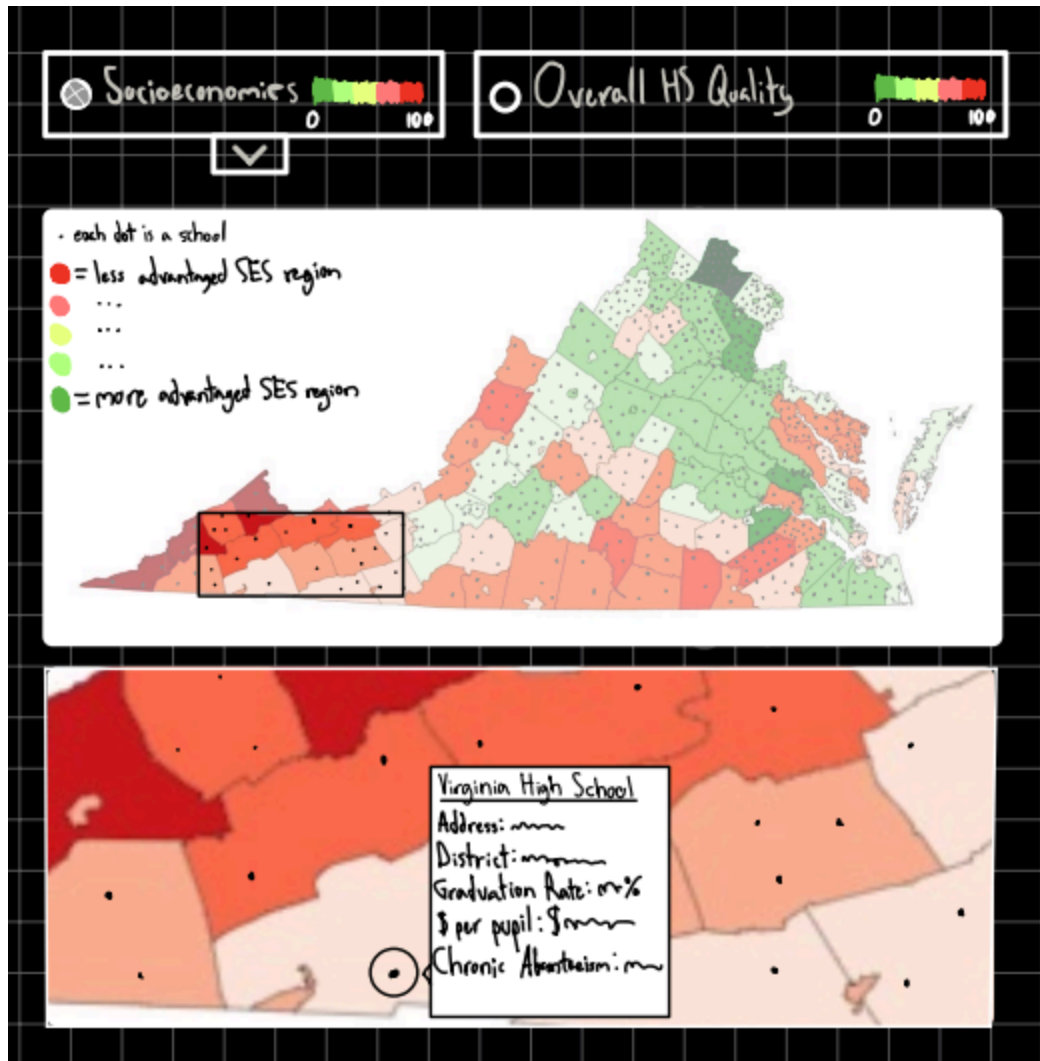 Socioeconomics
0 100
Overall HS Quality
0 100
. each dot is a school
= less advantaged SES region
...
...
...
= more advantaged SES region
Virginia High School
Address:
District:
Graduation Rate: %
$ per pupil: $
Chronic Absenteeism: